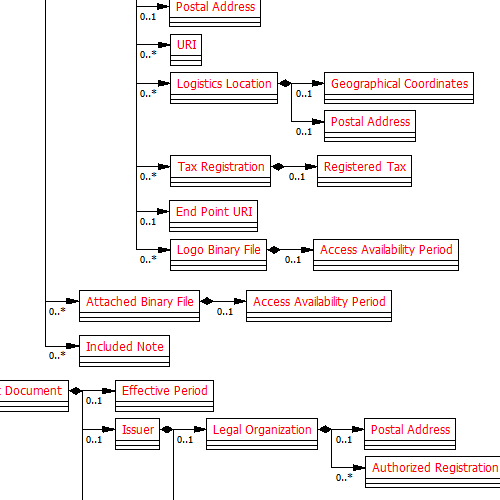 Postal Address
0..1
URI
0..*
Logistics Location
Geographical Coordinates
0..*
0..1
Postal Address
0..1
Tax Registration
Registered Tax
0..*
0..1
End Point URI
0..1
Logo Binary File
Access Availability Period
0..*
0..1
Attached Binary File
Access Availability Period
0..*
0..1
Included Note
0..*
Document
Effective Period
0..1
Issuer
Legal Organization
Postal Address
0..1
0..1
0..1
Authorized Registration
0..*